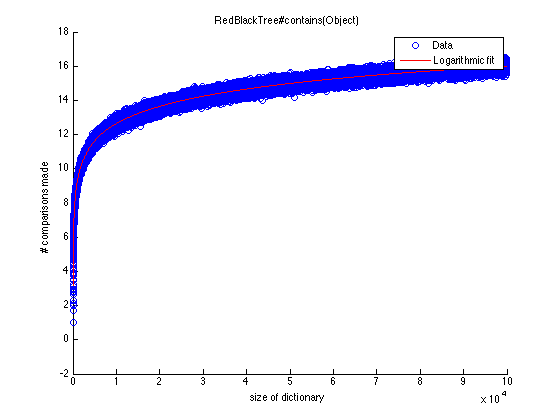 RedBlackTree#contains(Object)
Data
Logarithmic fit
18
16
14
12
10
8
6
4
2
0
-2
# comparisons made
0 1 2 3 4 5 6 7 8 9 10
x 10^4
size of dictionary